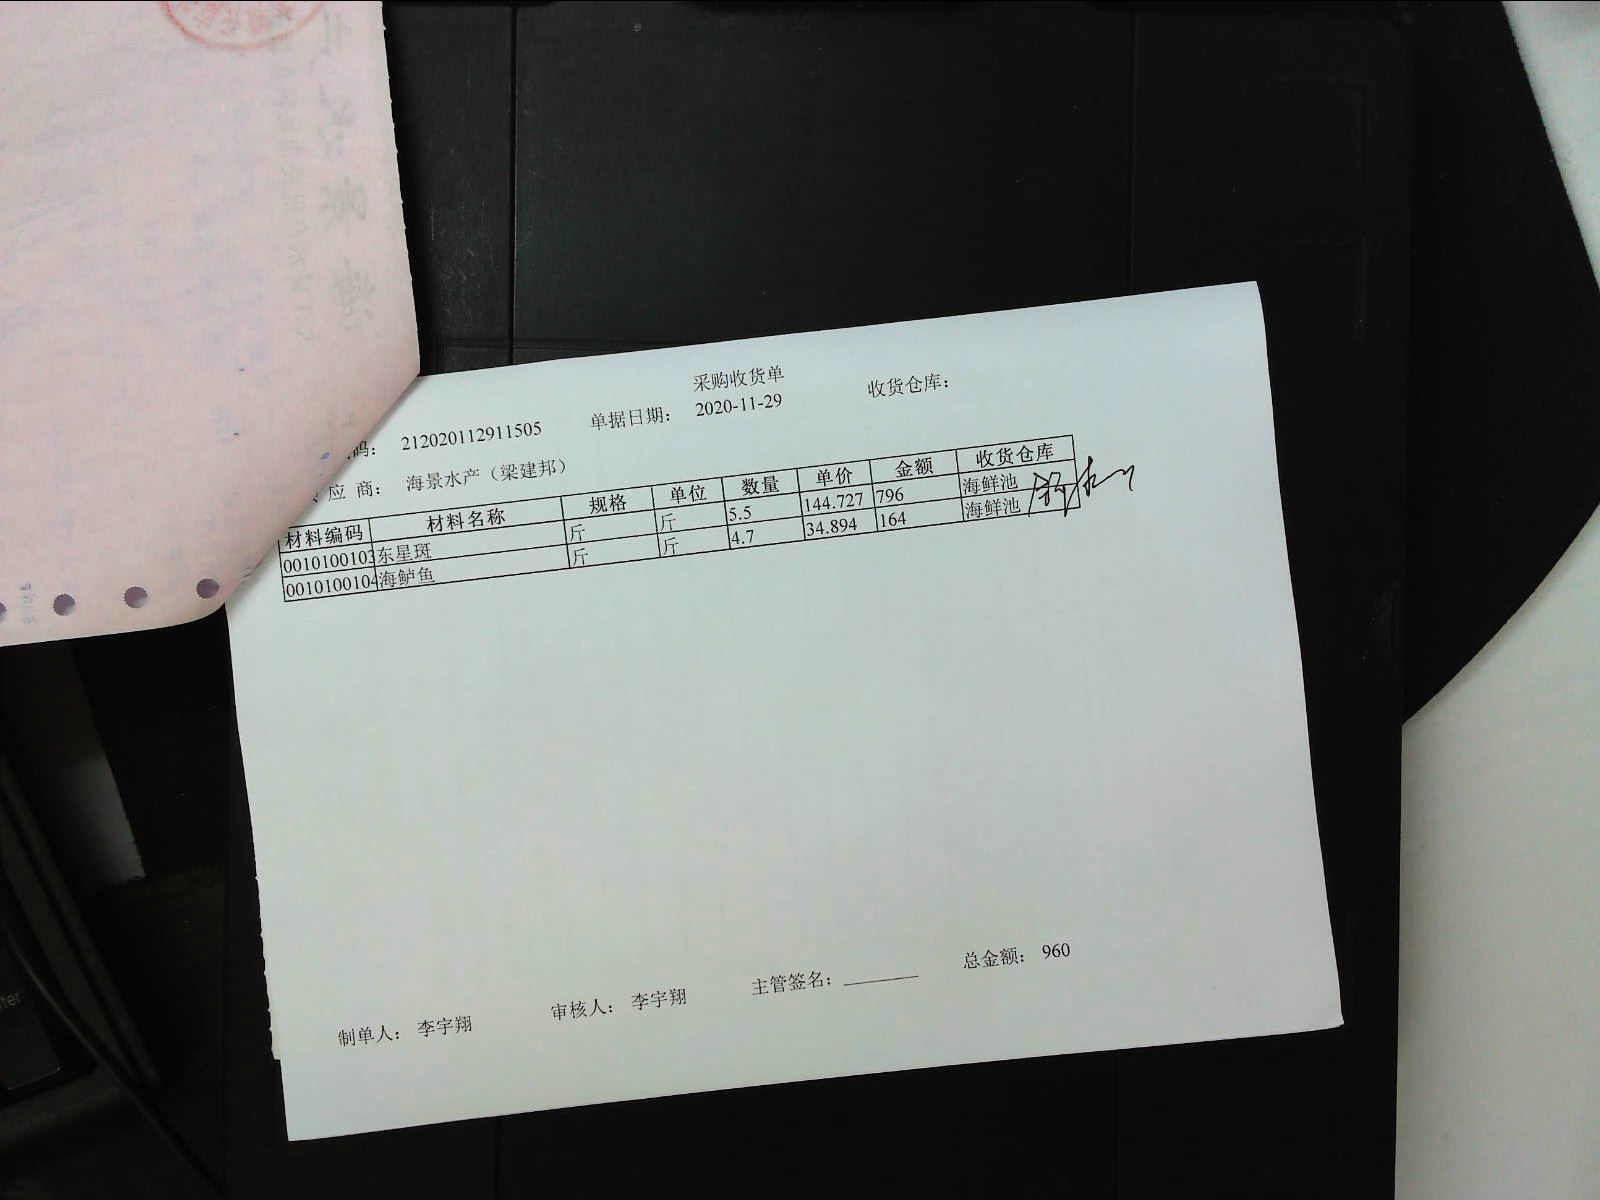 采购收货单
码： 212020112911505 单据日期： 2020-11-29 收货仓库：
应 商： 海景水产（梁建邦）
材料编码 材料名称 规格 单位 数量 单价 金额 收货仓库
0010100103 东星斑 斤 斤 5.5 144.727 796 海鲜池
0010100104 海鲈鱼 斤 斤 4.7 34.894 164 海鲜池
制单人： 李宇翔 审核人： 李宇翔 主管签名： 总金额： 960